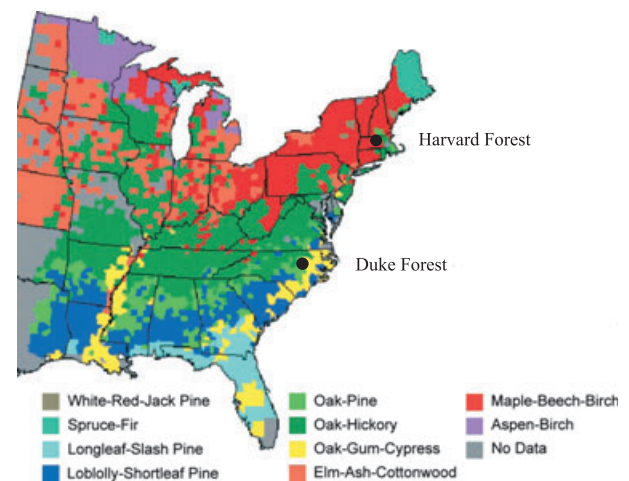 Harvard Forest
Duke Forest
White-Red-Jack Pine
Spruce-Fir
Longleaf-Slash Pine
Loblolly-Shortleaf Pine
Oak-Pine
Oak-Hickory
Oak-Gum-Cypress
Elm-Ash-Cottonwood
Maple-Beech-Birch
Aspen-Birch
No Data